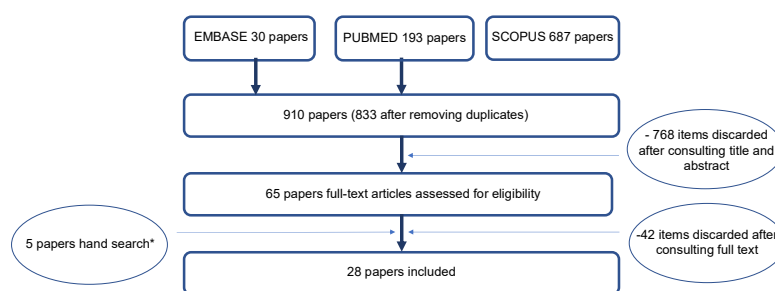 EMBASE 30 papers
PUBMED 193 papers
SCOPUS 687 papers
910 papers (833 after removing duplicates)
- 768 items discarded
after consulting title and
abstract
65 papers full-text articles assessed for eligibility
5 papers hand search*
-42 items discarded after
consulting full text
28 papers included